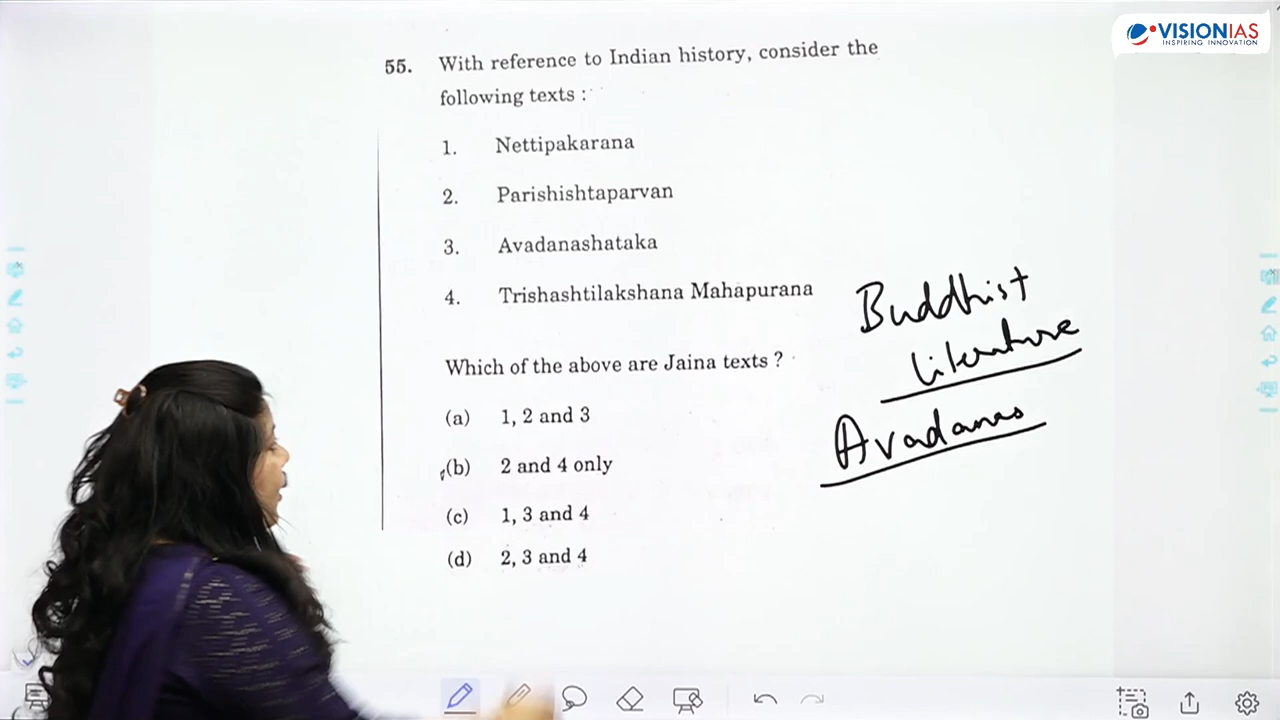 VISIONIAS
INSPIRING INNOVATION
55. With reference to Indian history, consider the
following texts :
1. Nettipakarana
2. Parishishtaparvan
3. Avadanashataka
4. Trishashtilakshana Mahapurana
Which of the above are Jaina texts ?
(a) 1, 2 and 3
(b) 2 and 4 only
(c) 1, 3 and 4
(d) 2, 3 and 4
Buddhist
literature
Avadanas